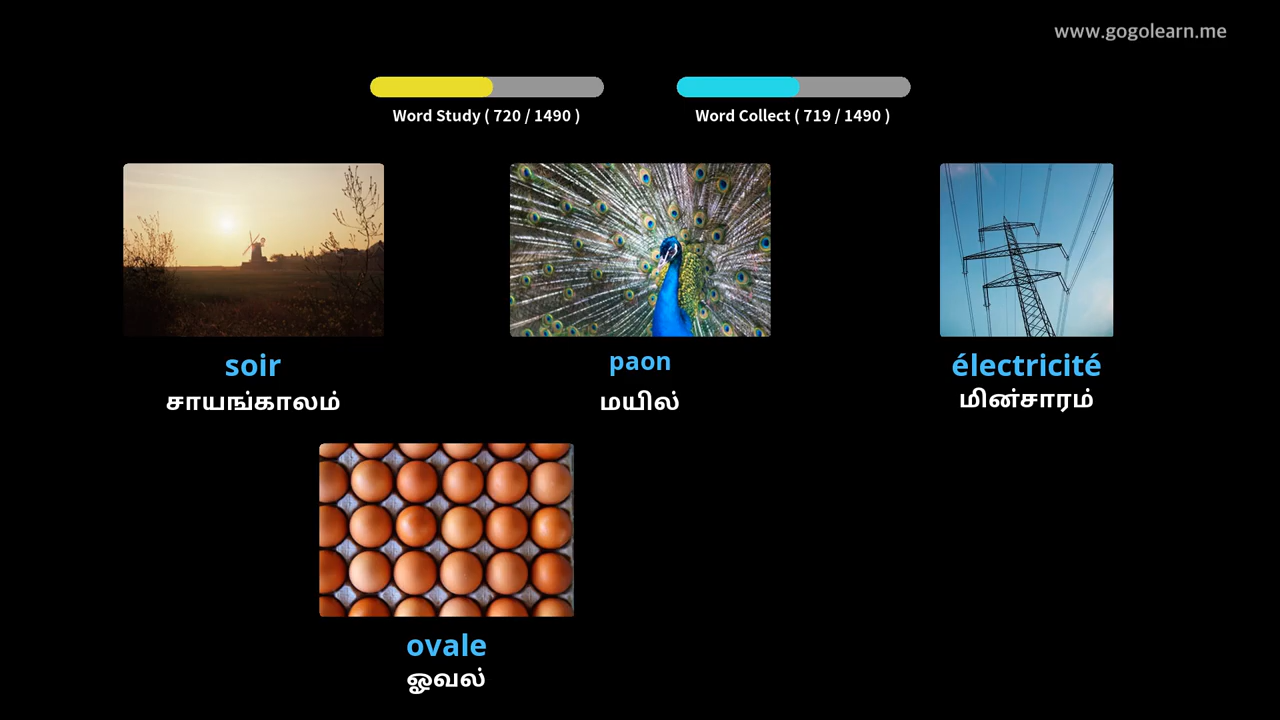 www.gogolearn.me
Word Study ( 720 / 1490 )
Word Collect ( 719 / 1490 )
soir
சாயங்காலம்
paon
மயில்
électricité
மின்சாரம்
ovale
ஓவல்